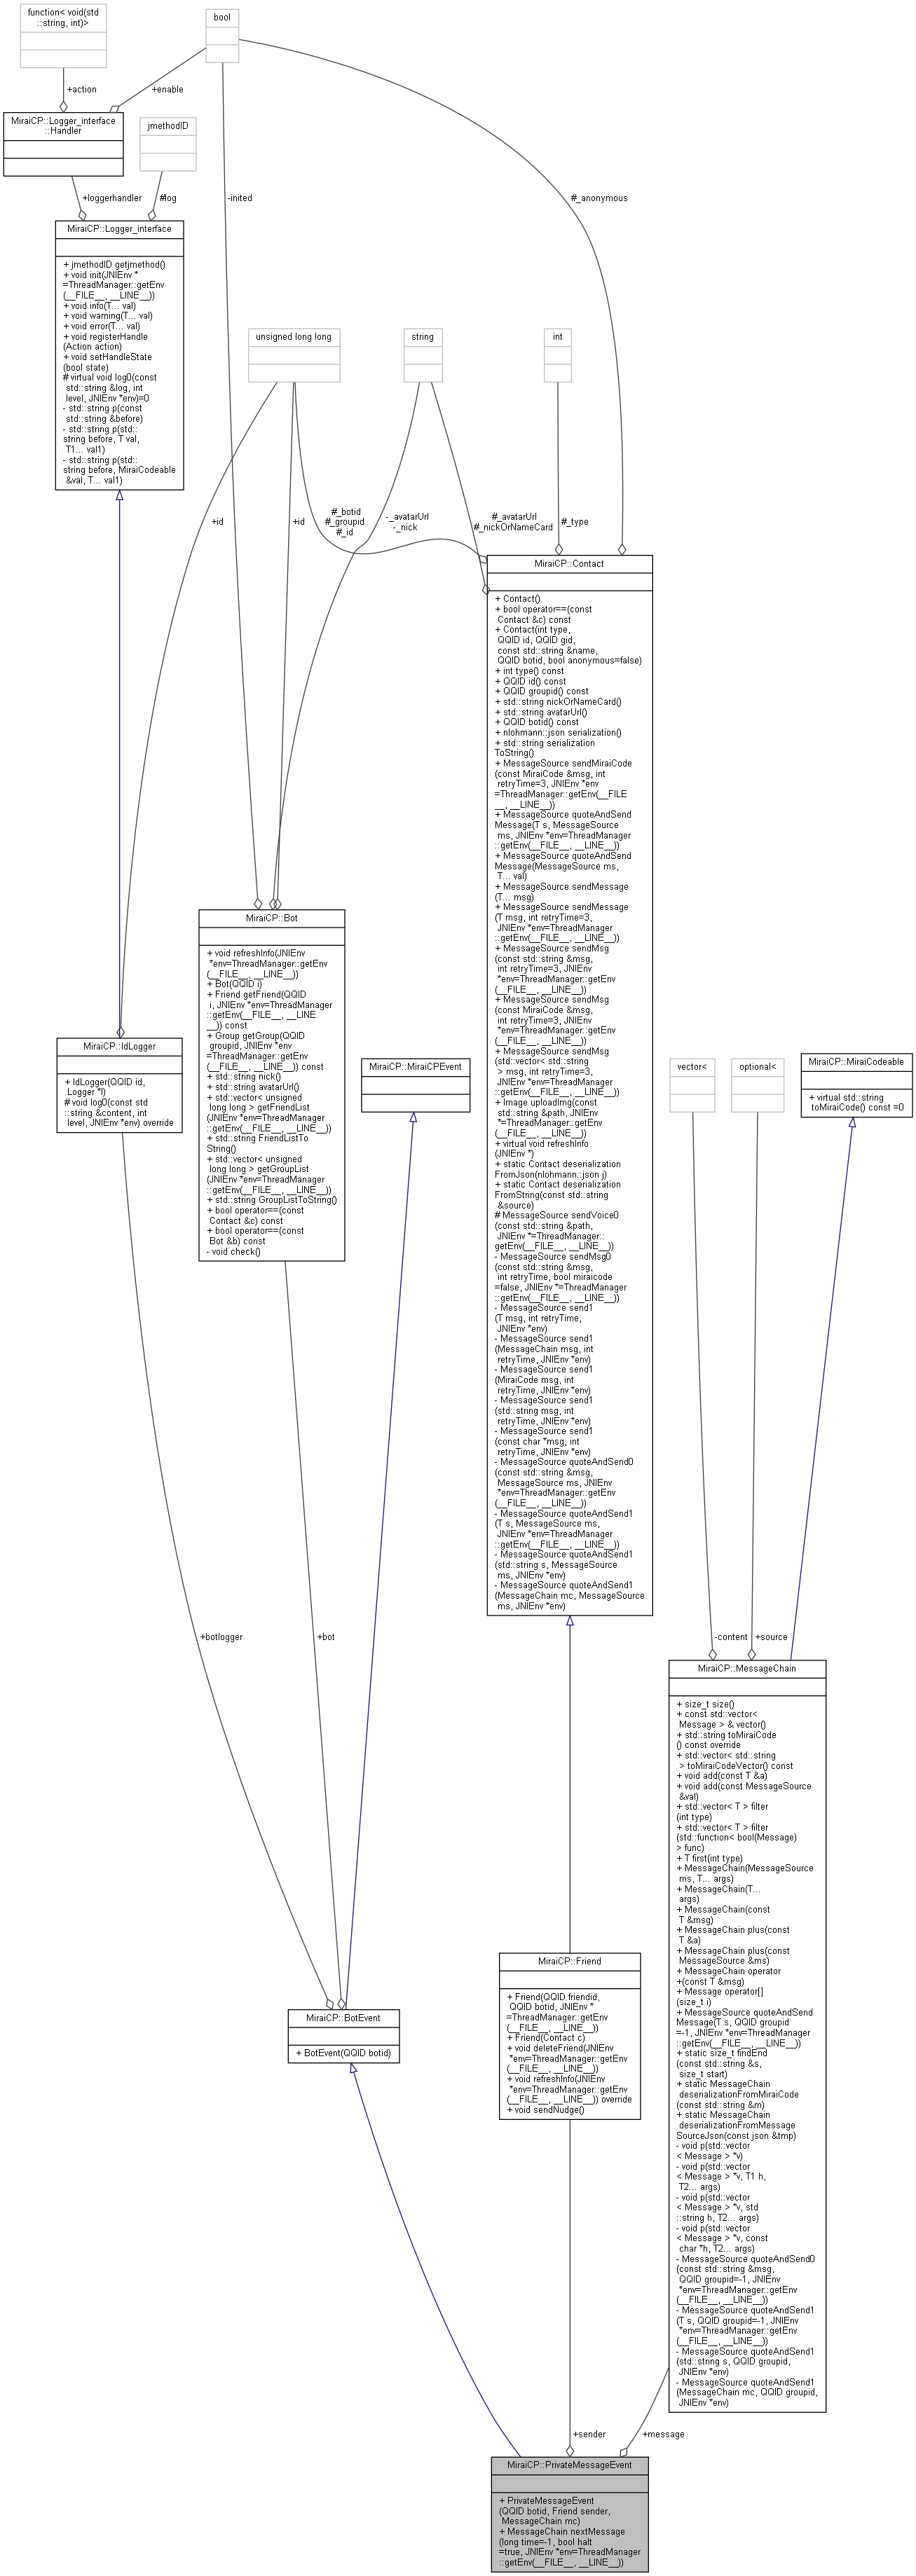 function< void(std
::string, int)>
bool
+action
+enable
MiraiCP::Logger_interface
::Handler
jmethodID
+loggerhandler
#log
-inited
#_anonymous
MiraiCP::Logger_interface
+ jmethodID getjmethod()
+ void init(JNIEnv *
=ThreadManager::getEnv
(__FILE__, __LINE__))
+ void info(T... val)
+ void warning(T... val)
+ void error(T... val)
+ void registerHandle
(Action action)
+ void setHandleState
(bool state)
# virtual void log0(const
std::string &log, int
level, JNIEnv *env)=0
- std::string p(const
std::string &before)
- std::string p(std::
string before, T val,
T1... val1)
- std::string p(std::
string before, MiraiCodeable
&val, T... val1)
unsigned long long
string
int
+id
+id
#_botid
#_groupid
#_id
-_avatarUrl
-_nick
#_avatarUrl
#_nickOrNameCard
#_type
MiraiCP::Contact
+ Contact()
+ bool operator==(const
Contact &c) const
+ Contact(int type,
QQID id, QQID gid,
const std::string &name,
QQID botid, bool anonymous=false)
+ int type() const
+ QQID id() const
+ QQID groupid() const
+ std::string nickOrNameCard()
+ std::string avatarUrl()
+ QQID botid() const
+ nlohmann::json serialization()
+ std::string serialization
ToString()
+ MessageSource sendMiraiCode
(const MiraiCode &msg, int
retryTime=3, JNIEnv *env
=ThreadManager::getEnv(__FILE
__, __LINE__))
+ MessageSource quoteAndSend
Message(T s, MessageSource
ms, JNIEnv *env=ThreadManager
::getEnv(__FILE__, __LINE__))
+ MessageSource quoteAndSend
Message(MessageSource ms,
T... val)
+ MessageSource sendMessage
(T... msg)
+ MessageSource sendMessage
(T msg, int retryTime=3,
JNIEnv *env=ThreadManager
::getEnv(__FILE__, __LINE__))
+ MessageSource sendMsg
(const std::string &msg,
int retryTime=3, JNIEnv
*env=ThreadManager::getEnv
(__FILE__, __LINE__))
+ MessageSource sendMsg
(const MiraiCode &msg,
int retryTime=3, JNIEnv
*env=ThreadManager::getEnv
(__FILE__, __LINE__))
+ MessageSource sendMsg
(std::vector< std::string
> msg, int retryTime=3,
JNIEnv *env=ThreadManager
::getEnv(__FILE__, __LINE__))
+ Image uploadImg(const
std::string &path, JNIEnv
*=ThreadManager::getEnv
(__FILE__, __LINE__))
+ virtual void refreshInfo
(JNIEnv *)
+ static Contact deserialization
FromJson(nlohmann::json j)
+ static Contact deserialization
FromString(const std::string
&source)
# MessageSource sendVoice0
(const std::string &path,
JNIEnv *=ThreadManager::
getEnv(__FILE__, __LINE__))
- MessageSource sendMsg0
(const std::string &msg,
int retryTime, bool miraicode
=false, JNIEnv *=ThreadManager
::getEnv(__FILE__, __LINE__))
- MessageSource send1
(T msg, int retryTime,
JNIEnv *env)
- MessageSource send1
(MessageChain msg, int
retryTime, JNIEnv *env)
- MessageSource send1
(MiraiCode msg, int
retryTime, JNIEnv *env)
- MessageSource send1
(std::string msg, int
retryTime, JNIEnv *env)
- MessageSource send1
(const char *msg, int
retryTime, JNIEnv *env)
- MessageSource quoteAndSend0
(const std::string &msg,
MessageSource ms, JNIEnv
*env=ThreadManager::getEnv
(__FILE__, __LINE__))
- MessageSource quoteAndSend1
(T s, MessageSource ms,
JNIEnv *env=ThreadManager
::getEnv(__FILE__, __LINE__))
- MessageSource quoteAndSend1
(std::string s, MessageSource
ms, JNIEnv *env)
- MessageSource quoteAndSend1
(MessageChain mc, MessageSource
ms, JNIEnv *env)
MiraiCP::Bot
+ void refreshInfo(JNIEnv
*env=ThreadManager::getEnv
(__FILE__, __LINE__))
+ Bot(QQID i)
+ Friend getFriend(QQID
i, JNIEnv *env=ThreadManager
::getEnv(__FILE__, __LINE
__)) const
+ Group getGroup(QQID
groupid, JNIEnv *env
=ThreadManager::getEnv
(__FILE__, __LINE__)) const
+ std::string nick()
+ std::string avatarUrl()
+ std::vector< unsigned
long long > getFriendList
(JNIEnv *env=ThreadManager
::getEnv(__FILE__, __LINE__))
+ std::string FriendListTo
String()
+ std::vector< unsigned
long long > getGroupList
(JNIEnv *env=ThreadManager
::getEnv(__FILE__, __LINE__))
+ std::string GroupListToString()
+ bool operator==(const
Contact &c) const
+ bool operator==(const
Bot &b) const
- void check()
MiraiCP::IdLogger
+ IdLogger(QQID id,
Logger *l)
# void log0(const std
::string &content, int
level, JNIEnv *env) override
MiraiCP::MiraiCPEvent
vector<
optional<
MiraiCP::MiraiCodeable
+ virtual std::string
toMiraiCode() const =0
+botlogger
+bot
-content
+source
MiraiCP::MessageChain
+ size_t size()
+ const std::vector<
Message > & vector()
+ std::string toMiraiCode
() const override
+ std::vector< std::string
> toMiraiCodeVector() const
+ void add(const T &a)
+ void add(const MessageSource
&val)
+ std::vector< T > filter
(int type)
+ std::vector< T > filter
(std::function< bool(Message)
> func)
+ T first(int type)
+ MessageChain(MessageSource
ms, T... args)
+ MessageChain(T...
args)
+ MessageChain(const
T &msg)
+ MessageChain plus(const
T &a)
+ MessageChain plus(const
MessageSource &ms)
+ MessageChain operator
+(const T &msg)
+ Message operator[]
(size_t i)
+ MessageSource quoteAndSend
Message(T s, QQID groupid
=-1, JNIEnv *env=ThreadManager
::getEnv(__FILE__, __LINE__))
+ static size_t findEnd
(const std::string &s,
size_t start)
+ static MessageChain
deserializationFromMiraiCode
(const std::string &m)
+ static MessageChain
deserializationFromMessage
SourceJson(const json &tmp)
- void p(std::vector
< Message > *v)
- void p(std::vector
< Message > *v, T1 h,
T2... args)
- void p(std::vector
< Message > *v, std
::string h, T2... args)
- void p(std::vector
< Message > *v, const
char *h, T2... args)
- MessageSource quoteAndSend0
(const std::string &msg,
QQID groupid=-1, JNIEnv
*env=ThreadManager::getEnv
(__FILE__, __LINE__))
- MessageSource quoteAndSend1
(T s, QQID groupid=-1, JNIEnv
*env=ThreadManager::getEnv
(__FILE__, __LINE__))
- MessageSource quoteAndSend1
(std::string s, QQID groupid,
JNIEnv *env)
- MessageSource quoteAndSend1
(MessageChain mc, QQID groupid,
JNIEnv *env)
MiraiCP::Friend
+ Friend(QQID friendid,
QQID botid, JNIEnv *
=ThreadManager::getEnv
(__FILE__, __LINE__))
+ Friend(Contact c)
+ void deleteFriend(JNIEnv
*env=ThreadManager::getEnv
(__FILE__, __LINE__))
+ void refreshInfo(JNIEnv
*env=ThreadManager::getEnv
(__FILE__, __LINE__)) override
+ void sendNudge()
MiraiCP::BotEvent
+ BotEvent(QQID botid)
+sender
+message
MiraiCP::PrivateMessageEvent
+ PrivateMessageEvent
(QQID botid, Friend sender,
MessageChain mc)
+ MessageChain nextMessage
(long time=-1, bool halt
=true, JNIEnv *env=ThreadManager
::getEnv(__FILE__, __LINE__))